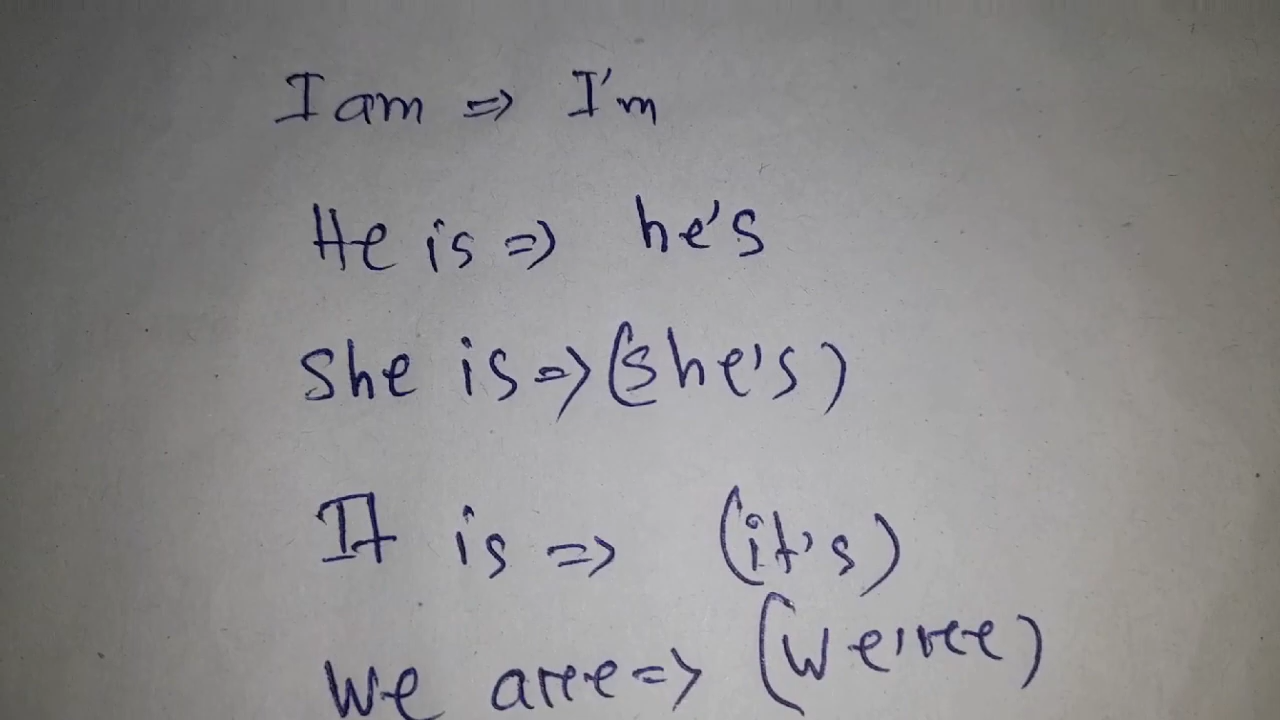 I am => I'm
He is => he's
She is => (she's)
It is => (it's)
We are => (we're)